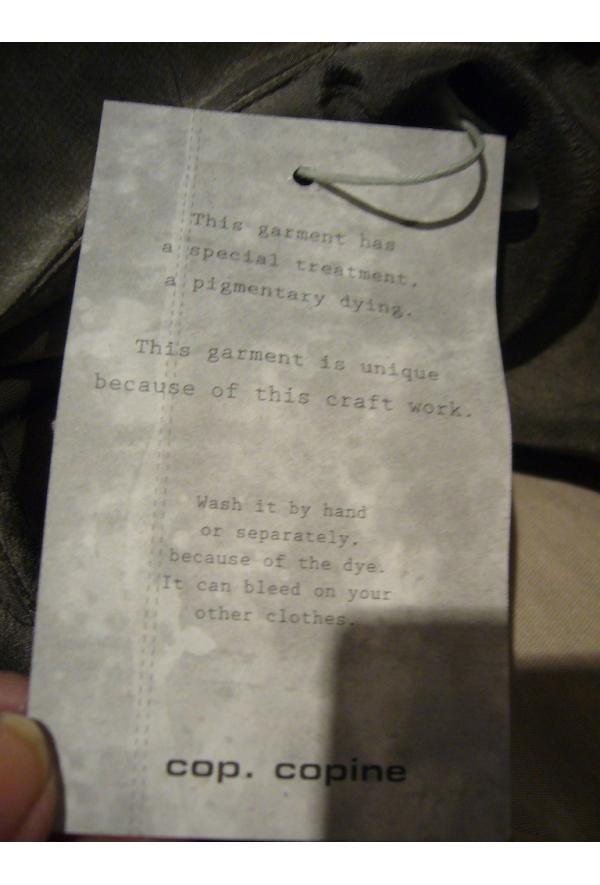 This garment has
a special treatment,
a pigmentary dying.
This garment is unique
because of this craft work.
Wash it by hand
or separately,
because of the dye.
It can bleed on your
other clothes.
cop. copine